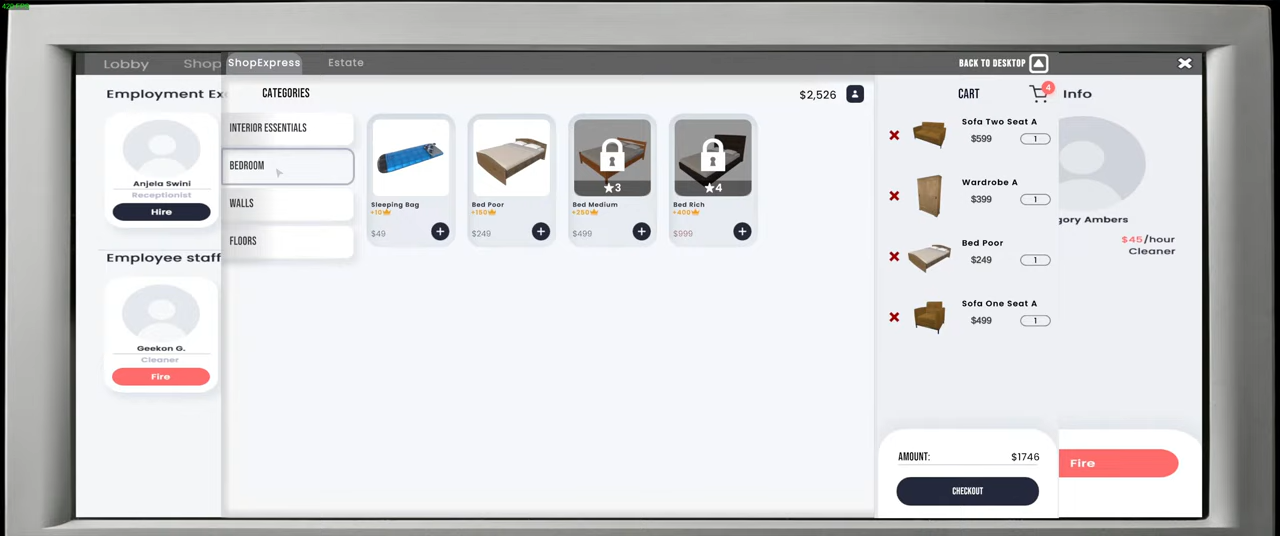 Lobby
Shop
ShopExpress
Estate
BACK TO DESKTOP
Employment Ex
CATEGORIES
$2,526
CART
4
Info
INTERIOR ESSENTIALS
BEDROOM
WALLS
FLOORS
Anjela Swini
Receptionist
Hire
Employee staff
Geekon G.
Cleaner
Fire
Sleeping Bag
+10
$49
Bed Poor
+150
$249
3
Bed Medium
+250
$499
4
Bed Rich
+400
$999
Sofa Two Seat A
$599
1
Wardrobe A
$399
1
Bed Poor
$249
1
Sofa One Seat A
$499
1
AMOUNT:
$1746
CHECKOUT
gory Ambers
$45/hour
Cleaner
Fire